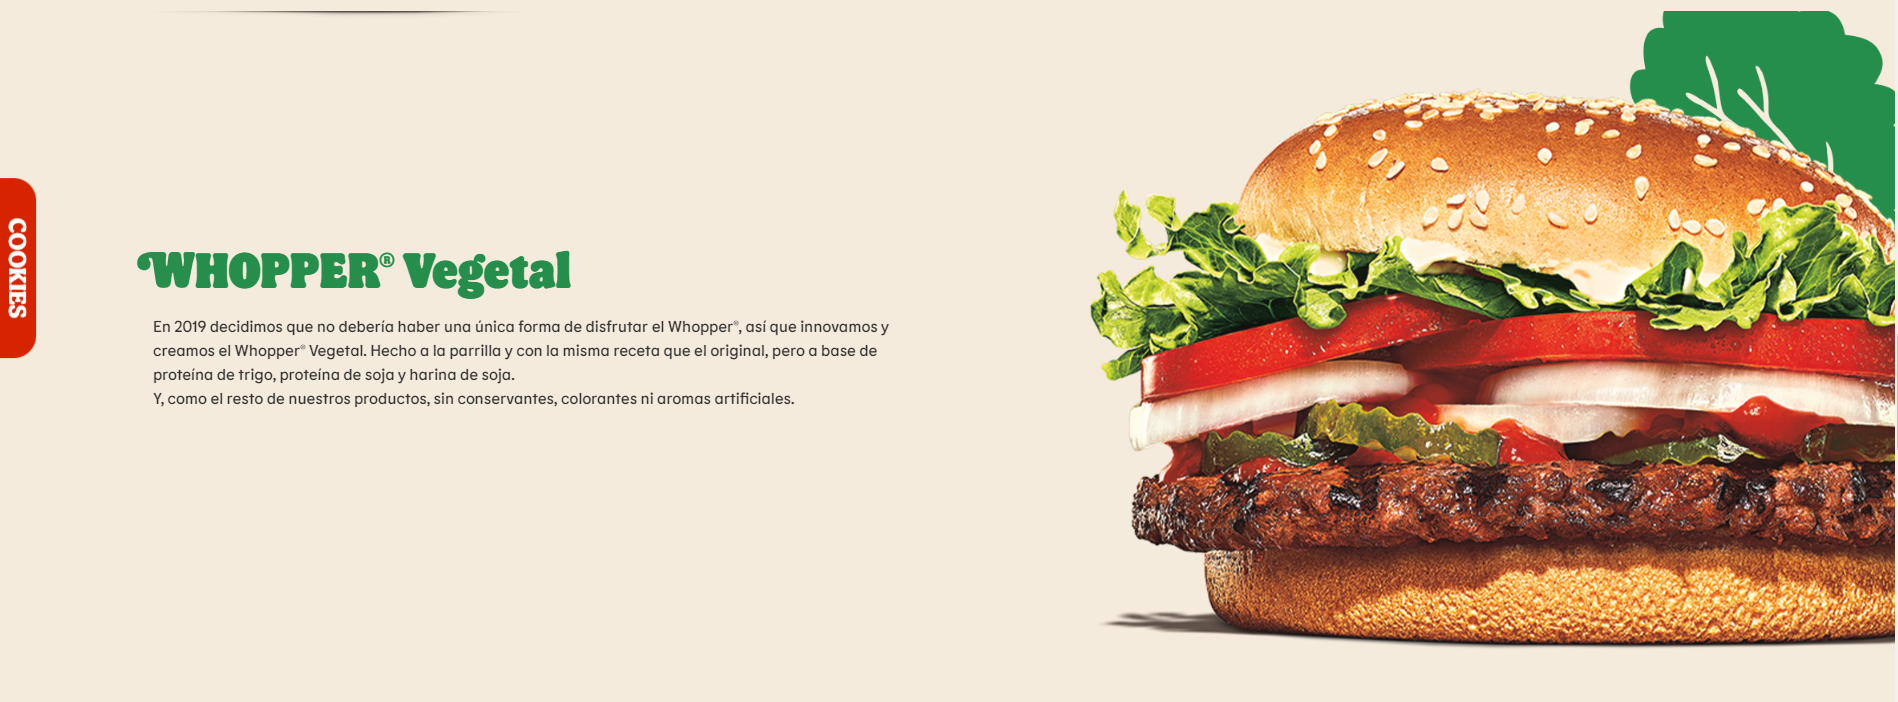 COOKIES
WHOPPER® Vegetal
En 2019 decidimos que no debería haber una única forma de disfrutar el Whopper®, así que innovamos y
creamos el Whopper® Vegetal. Hecho a la parrilla y con la misma receta que el original, pero a base de
proteína de trigo, proteína de soja y harina de soja.
Y, como el resto de nuestros productos, sin conservantes, colorantes ni aromas artificiales.